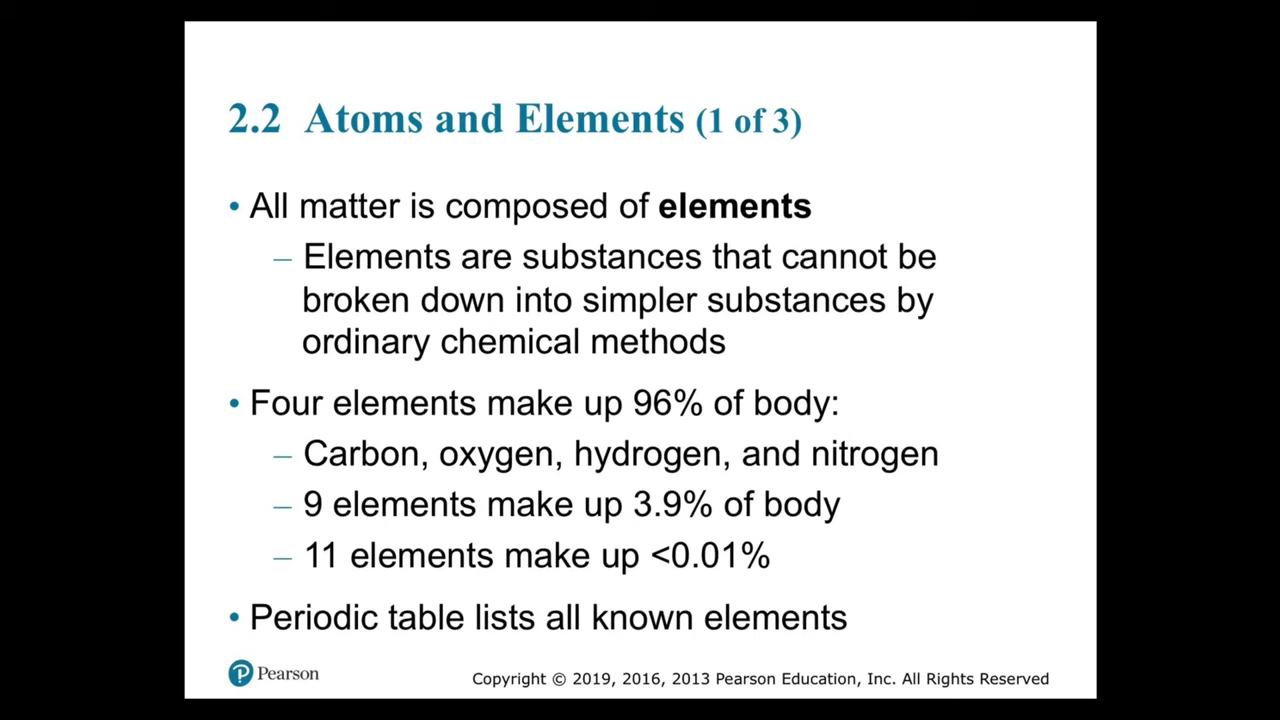 2.2 Atoms and Elements (1 of 3)
• All matter is composed of elements
– Elements are substances that cannot be
broken down into simpler substances by
ordinary chemical methods
• Four elements make up 96% of body:
– Carbon, oxygen, hydrogen, and nitrogen
– 9 elements make up 3.9% of body
– 11 elements make up <0.01%
• Periodic table lists all known elements
P Pearson
Copyright © 2019, 2016, 2013 Pearson Education, Inc. All Rights Reserved